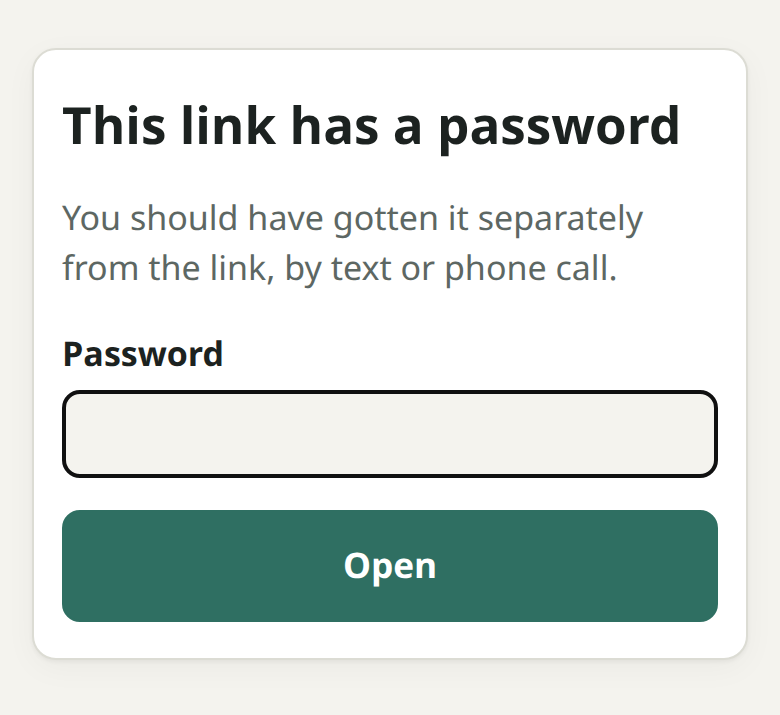 This link has a password
You should have gotten it separately
from the link, by text or phone call.
Password
Open